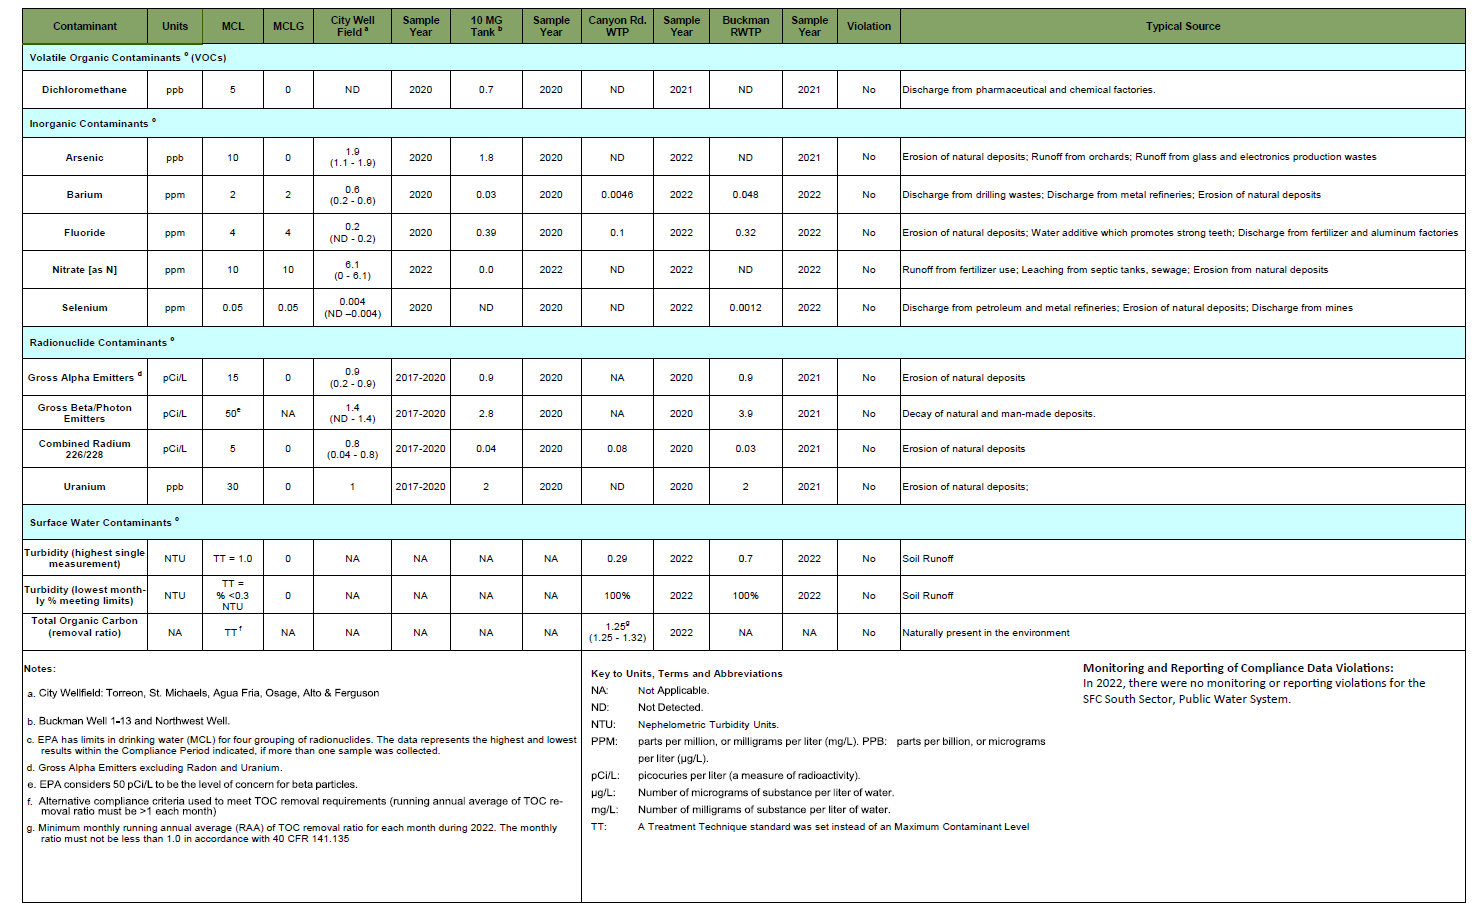 Contaminant Units MCL MCLG City Well Field a Sample Year 10 MG Tank b Sample Year Canyon Rd. WTP Sample Year Buckman RWTP Sample Year Violation Typical Source
Volatile Organic Contaminants c (VOCs)
Dichloromethane ppb 5 0 ND 2020 0.7 2020 ND 2021 ND 2021 No Discharge from pharmaceutical and chemical factories.
Inorganic Contaminants c
Arsenic ppb 10 0 1.9 (1.1 - 1.9) 2020 1.8 2020 ND 2022 ND 2021 No Erosion of natural deposits; Runoff from orchards; Runoff from glass and electronics production wastes
Barium ppm 2 2 0.6 (0.2 - 0.6) 2020 0.03 2020 0.0046 2022 0.048 2022 No Discharge from drilling wastes; Discharge from metal refineries; Erosion of natural deposits
Fluoride ppm 4 4 0.2 (ND - 0.2) 2020 0.39 2020 0.1 2022 0.32 2022 No Erosion of natural deposits; Water additive which promotes strong teeth; Discharge from fertilizer and aluminum factories
Nitrate [as N] ppm 10 10 6.1 (0 - 6.1) 2022 0.0 2022 ND 2022 ND 2022 No Runoff from fertilizer use; Leaching from septic tanks, sewage; Erosion from natural deposits
Selenium ppm 0.05 0.05 0.004 (ND –0.004) 2020 ND 2020 ND 2022 0.0012 2022 No Discharge from petroleum and metal refineries; Erosion of natural deposits; Discharge from mines
Radionuclide Contaminants c
Gross Alpha Emitters d pCi/L 15 0 0.9 (0.2 - 0.9) 2017-2020 0.9 2020 NA 2020 0.9 2021 No Erosion of natural deposits
Gross Beta/Photon Emitters pCi/L 50e NA 1.4 (ND - 1.4) 2017-2020 2.8 2020 NA 2020 3.9 2021 No Decay of natural and man-made deposits.
Combined Radium 226/228 pCi/L 5 0 0.8 (0.04 - 0.8) 2017-2020 0.04 2020 0.08 2020 0.03 2021 No Erosion of natural deposits
Uranium ppb 30 0 1 2017-2020 2 2020 ND 2020 2 2021 No Erosion of natural deposits;
Surface Water Contaminants c
Turbidity (highest single measurement) NTU TT = 1.0 0 NA NA NA NA 0.29 2022 0.7 2022 No Soil Runoff
Turbidity (lowest month-ly % meeting limits) NTU TT = % <0.3 NTU 0 NA NA NA NA 100% 2022 100% 2022 No Soil Runoff
Total Organic Carbon (removal ratio) NA TTf NA NA NA NA NA 1.25g (1.25 - 1.32) 2022 NA NA No Naturally present in the environment
Notes:
a. City Wellfield: Torreon, St. Michaels, Agua Fria, Osage, Alto & Ferguson
b. Buckman Well 1-13 and Northwest Well.
c. EPA has limits in drinking water (MCL) for four grouping of radionuclides. The data represents the highest and lowest
results within the Compliance Period indicated, if more than one sample was collected.
d. Gross Alpha Emitters excluding Radon and Uranium.
e. EPA considers 50 pCi/L to be the level of concern for beta particles.
f. Alternative compliance criteria used to meet TOC removal requirements (running annual average of TOC re-
moval ratio must be >1 each month)
g. Minimum monthly running annual average (RAA) of TOC removal ratio for each month during 2022. The monthly
ratio must not be less than 1.0 in accordance with 40 CFR 141.135
Key to Units, Terms and Abbreviations
NA: Not Applicable.
ND: Not Detected.
NTU: Nephelometric Turbidity Units.
PPM: parts per million, or milligrams per liter (mg/L). PPB: parts per billion, or micrograms
per liter (µg/L).
pCi/L: picocuries per liter (a measure of radioactivity).
µg/L: Number of micrograms of substance per liter of water.
mg/L: Number of milligrams of substance per liter of water.
TT: A Treatment Technique standard was set instead of an Maximum Contaminant Level
Monitoring and Reporting of Compliance Data Violations:
In 2022, there were no monitoring or reporting violations for the
SFC South Sector, Public Water System.